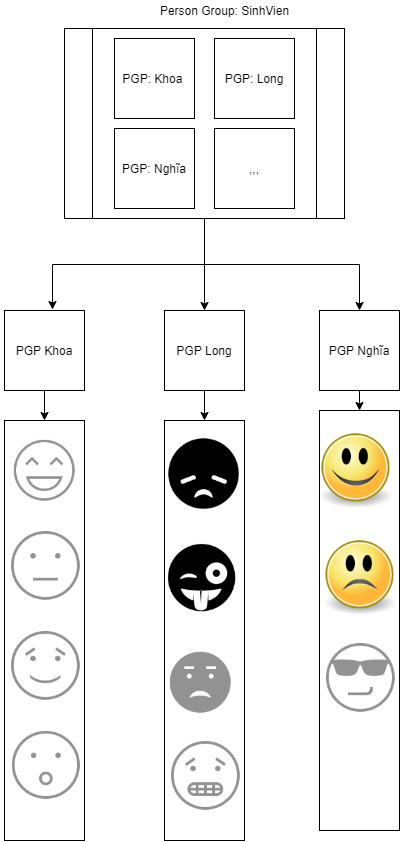 Person Group: SinhVien
PGP: Khoa
PGP: Long
PGP: Nghĩa
,,,
PGP Khoa
PGP Long
PGP Nghĩa